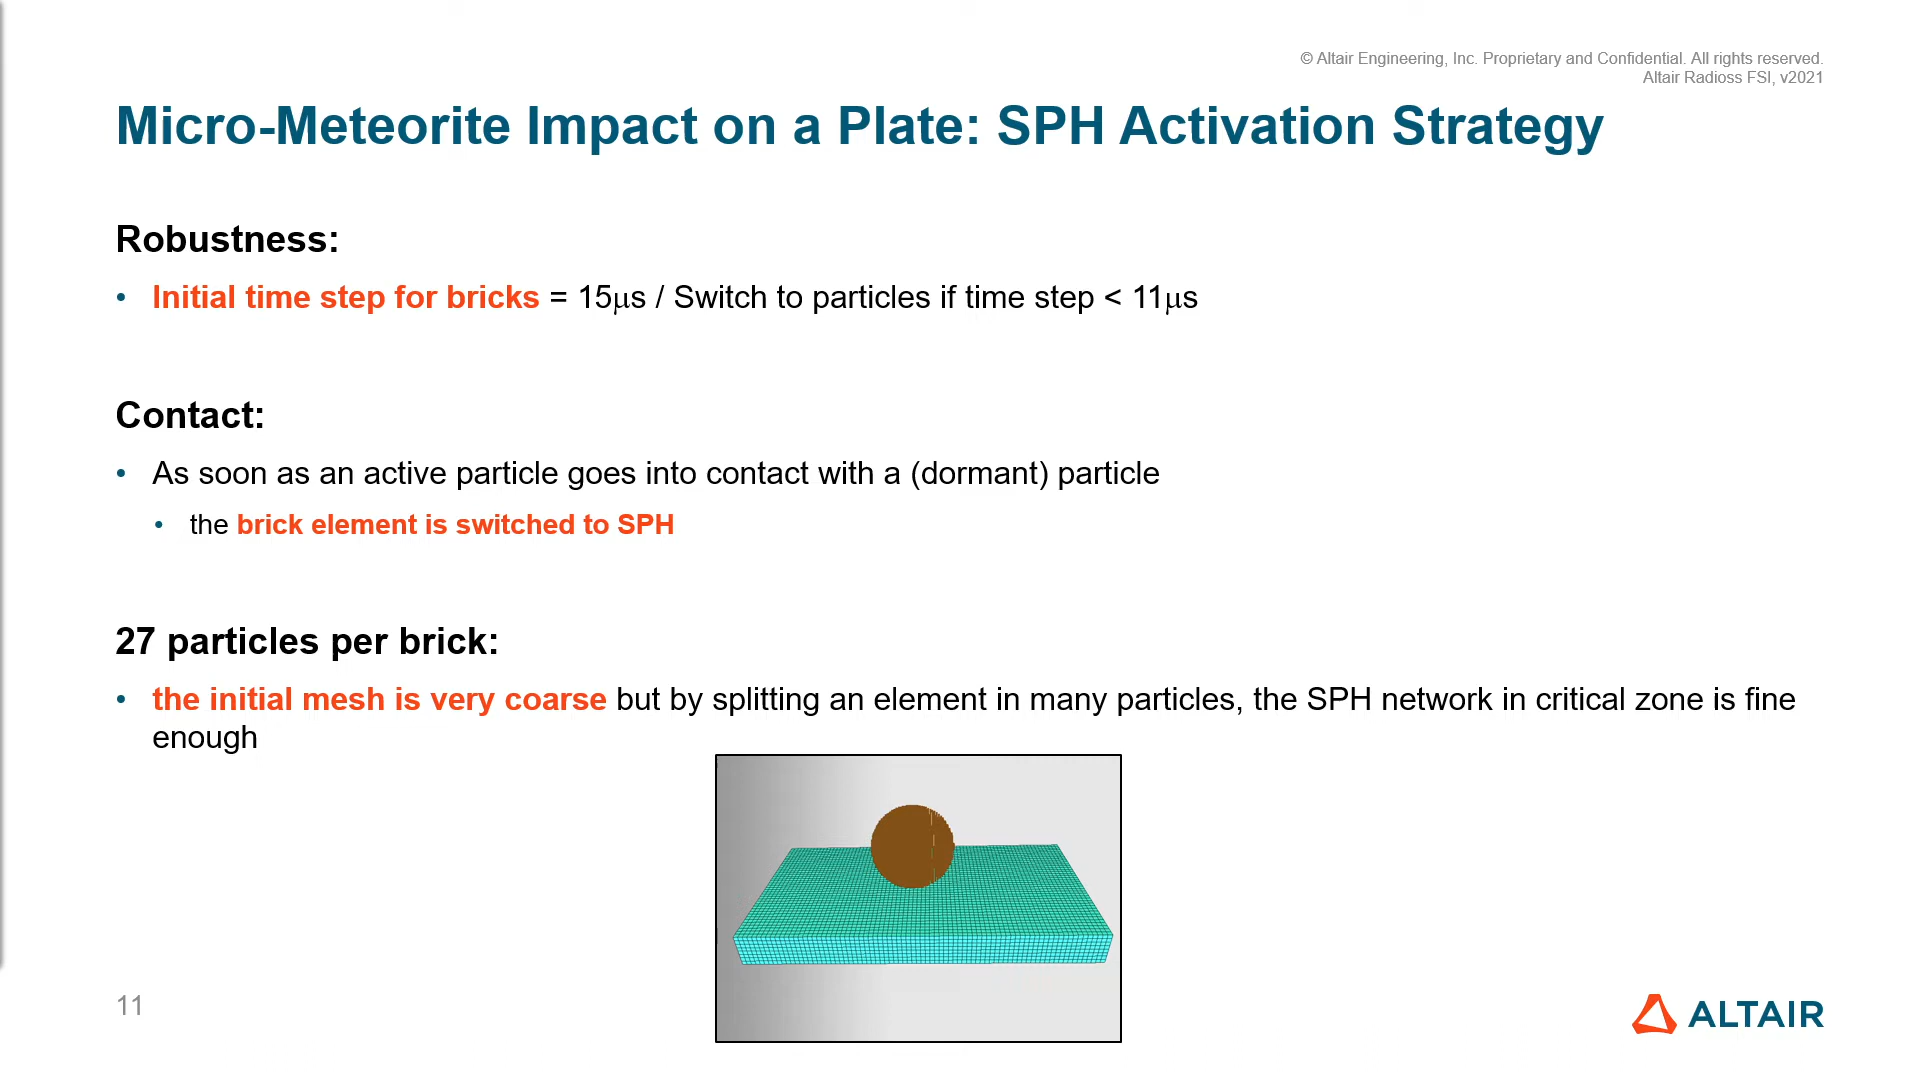 © Altair Engineering, Inc. Proprietary and Confidential. All rights reserved.
Altair Radioss FSI, v2021
Micro-Meteorite Impact on a Plate: SPH Activation Strategy
Robustness:
• Initial time step for bricks = 15μs / Switch to particles if time step < 11μs
Contact:
• As soon as an active particle goes into contact with a (dormant) particle
• the brick element is switched to SPH
27 particles per brick:
• the initial mesh is very coarse but by splitting an element in many particles, the SPH network in critical zone is fine
enough
11
ALTAIR